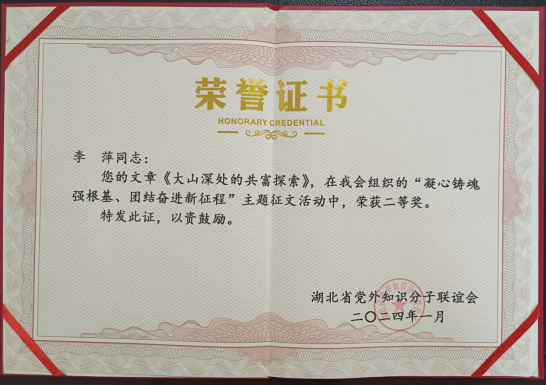 荣誉证书
HONORARY CREDENTIAL
李 萍同志：
您的文章《大山深处的共富探索》，在我会组织的“凝心铸魂
强根基、团结奋进新征程”主题征文活动中，荣获二等奖。
特发此证，以资鼓励。
湖北省党外知识分子联谊会
二〇二四年一月